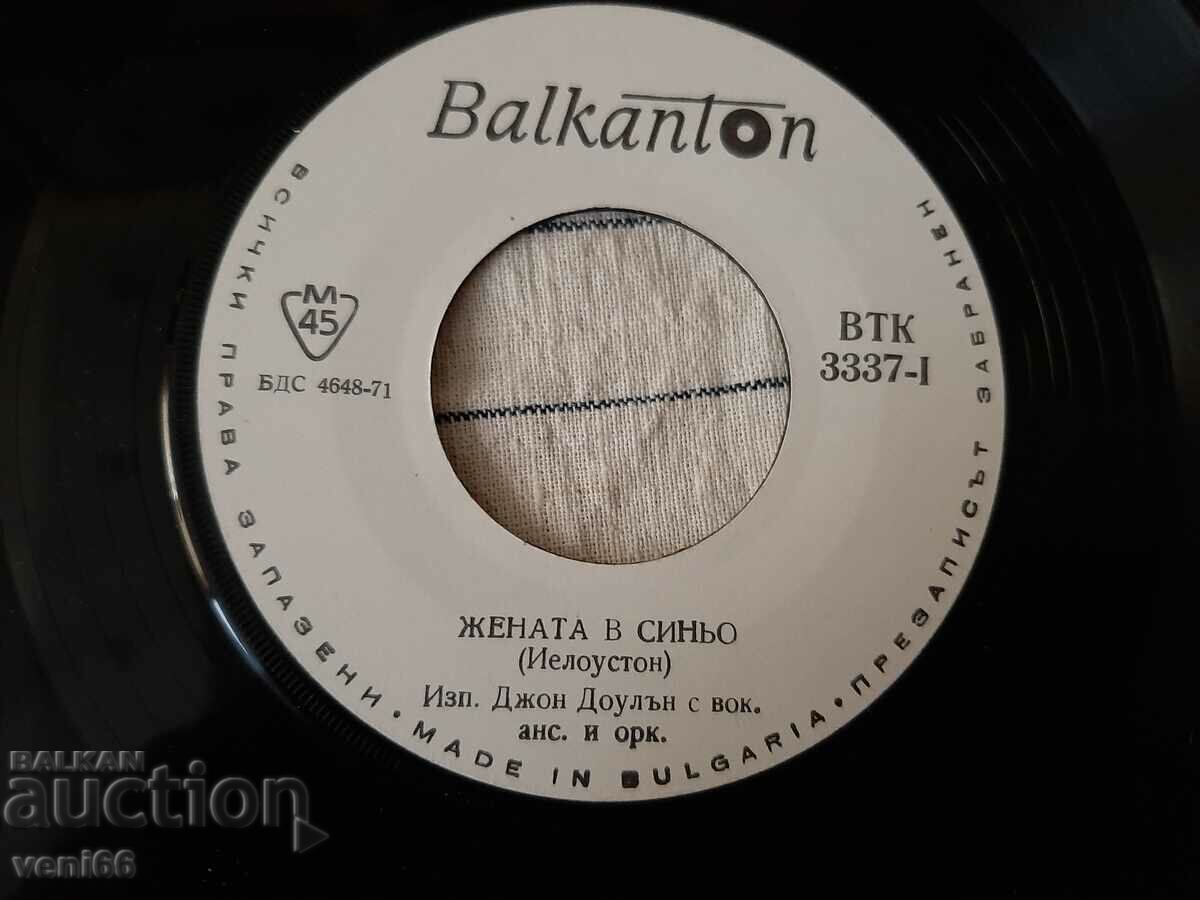 Balkanton
М
45
БДС 4648-71
ВТК
3337-I
ЖЕНАТА В СИНЬО
(Иелоустон)
Изп. Джон Доулън с вок.
анс. и орк.
ВСИЧКИ ПРАВА ЗАПАЗЕНИ • MADE IN BULGARIA • ПРЕЗАПИСЪТ ЗАБРАНЕН
BALKAN
auction
veni66